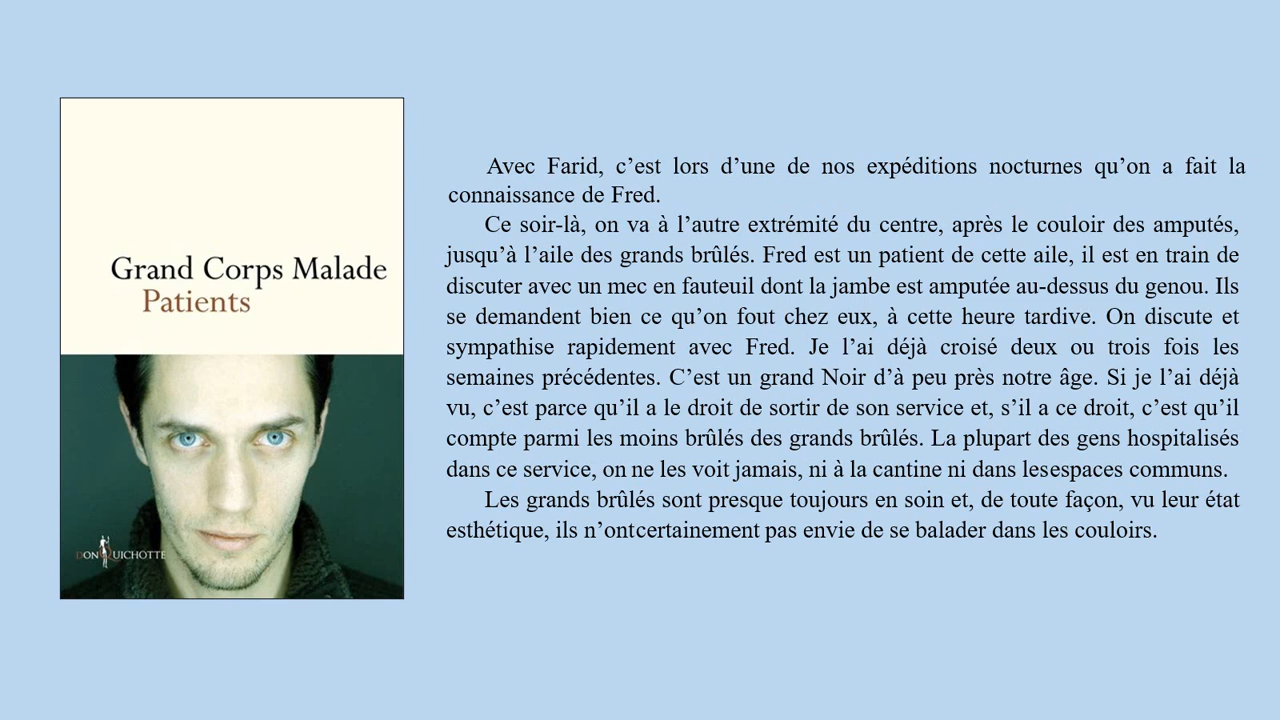 Grand Corps Malade
Patients
DONQUICHOTTE
Avec Farid, c’est lors d’une de nos expéditions nocturnes qu’on a fait la
connaissance de Fred.
Ce soir-là, on va à l’autre extrémité du centre, après le couloir des amputés,
jusqu’à l’aile des grands brûlés. Fred est un patient de cette aile, il est en train de
discuter avec un mec en fauteuil dont la jambe est amputée au-dessus du genou. Ils
se demandent bien ce qu’on fout chez eux, à cette heure tardive. On discute et
sympathise rapidement avec Fred. Je l’ai déjà croisé deux ou trois fois les
semaines précédentes. C’est un grand Noir d’à peu près notre âge. Si je l’ai déjà
vu, c’est parce qu’il a le droit de sortir de son service et, s’il a ce droit, c’est qu’il
compte parmi les moins brûlés des grands brûlés. La plupart des gens hospitalisés
dans ce service, on ne les voit jamais, ni à la cantine ni dans lesespaces communs.
Les grands brûlés sont presque toujours en soin et, de toute façon, vu leur état
esthétique, ils n’ontcertainement pas envie de se balader dans les couloirs.